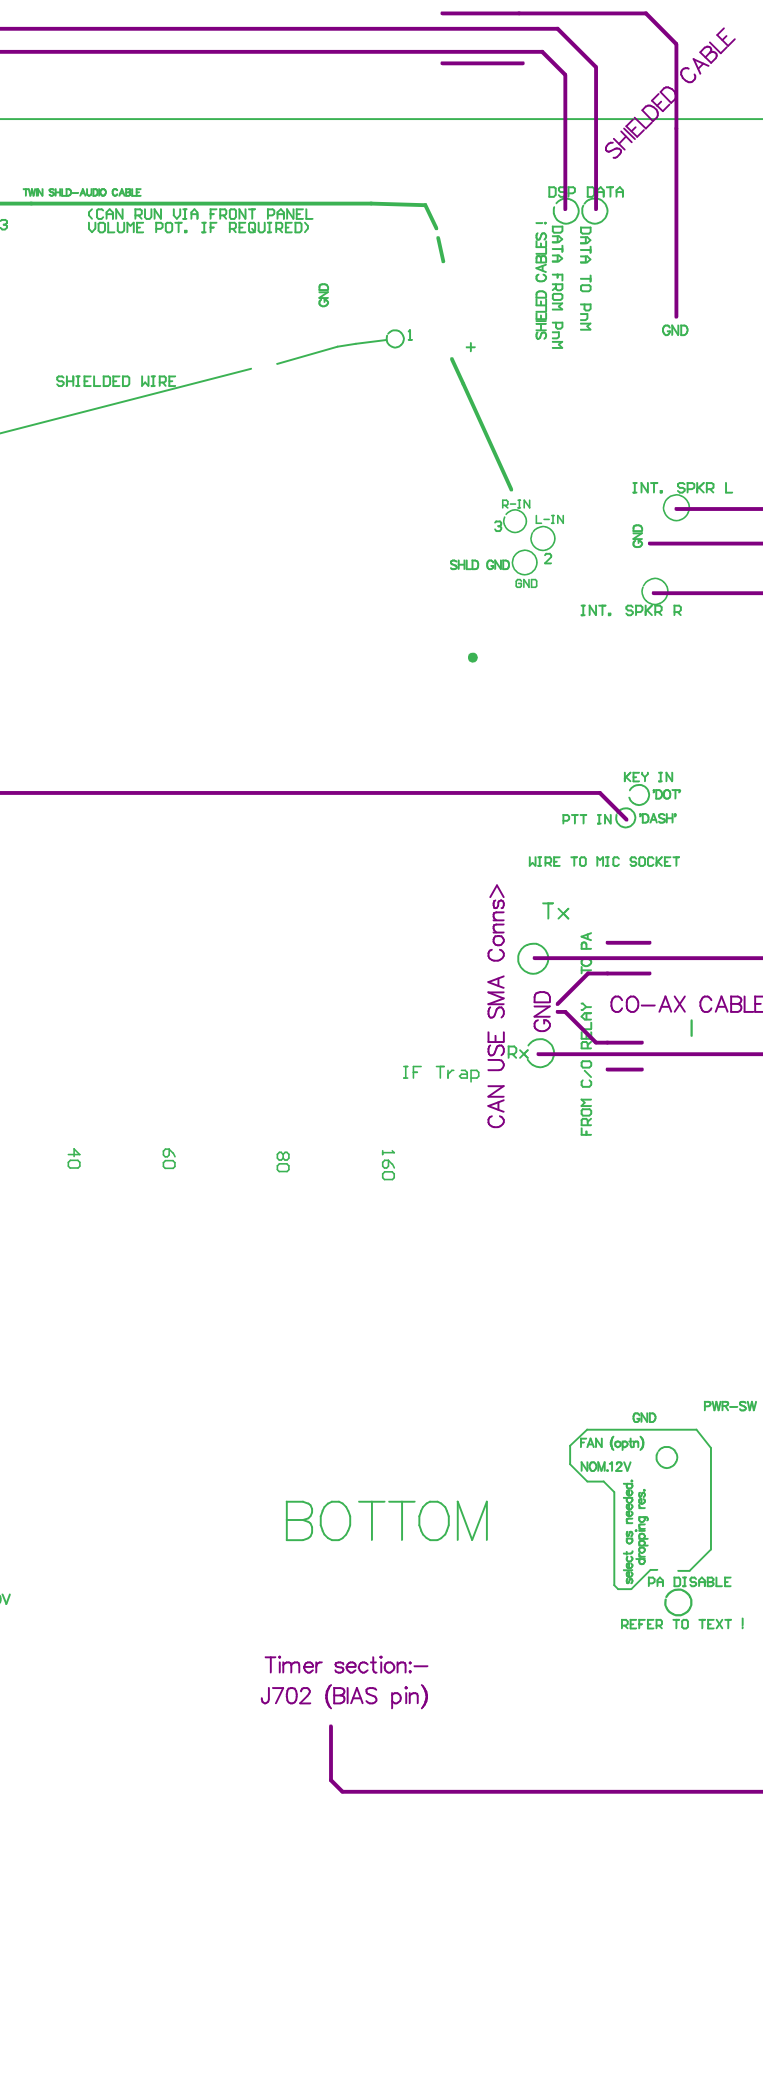 SHIELDED CABLE
TWIN SHLD-AUDIO CABLE
(CAN RUN VIA FRONT PANEL
VOLUME POT. IF REQUIRED)
3
DSP DATA
SHIELDED CABLES !
DATA FROM PnM
DATA TO PnM
GND
GND
1
+
SHIELDED WIRE
INT. SPKR L
R-IN
L-IN
3
2
GND
SHLD GND
GND
INT. SPKR R
KEY IN
'DOT'
PTT IN
'DASH'
WIRE TO MIC SOCKET
Tx
CAN USE SMA Conns>
TO PA
GND
CO-AX CABLE
Rx
FROM C/O RELAY
IF Trap
40
60
80
160
PWR-SW
GND
FAN (optn)
NOM.12V
select as needed.
dropping res.
BOTTOM
PA DISABLE
REFER TO TEXT !
Timer section:-
J702 (BIAS pin)